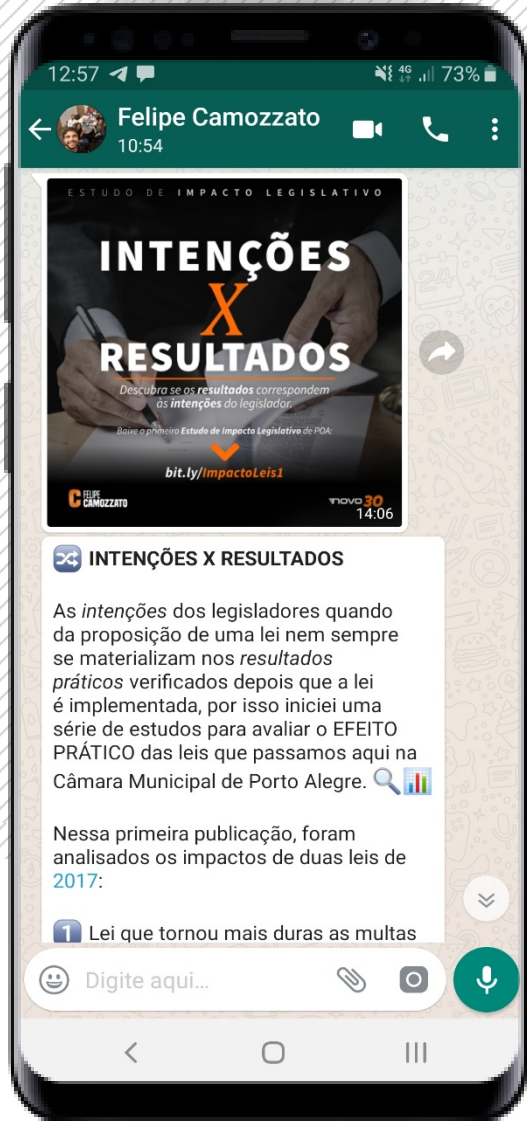 12:57
4G
73%
Felipe Camozzato
10:54
ESTUDO DE IMPACTO LEGISLATIVO
INTENÇÕES
X
RESULTADOS
Descubra se os resultados correspondem
às intenções do legislador.
Baixe o primeiro Estudo de Impacto Legislativo de POA:
bit.ly/ImpactoLeis1
FELIPE
CAMOZZATO
NOVO 30
14:06
INTENÇÕES X RESULTADOS
As intenções dos legisladores quando
da proposição de uma lei nem sempre
se materializam nos resultados
práticos verificados depois que a lei
é implementada, por isso iniciei uma
série de estudos para avaliar o EFEITO
PRÁTICO das leis que passamos aqui na
Câmara Municipal de Porto Alegre.
Nessa primeira publicação, foram
analisados os impactos de duas leis de
2017:
1 Lei que tornou mais duras as multas
Digite aqui...